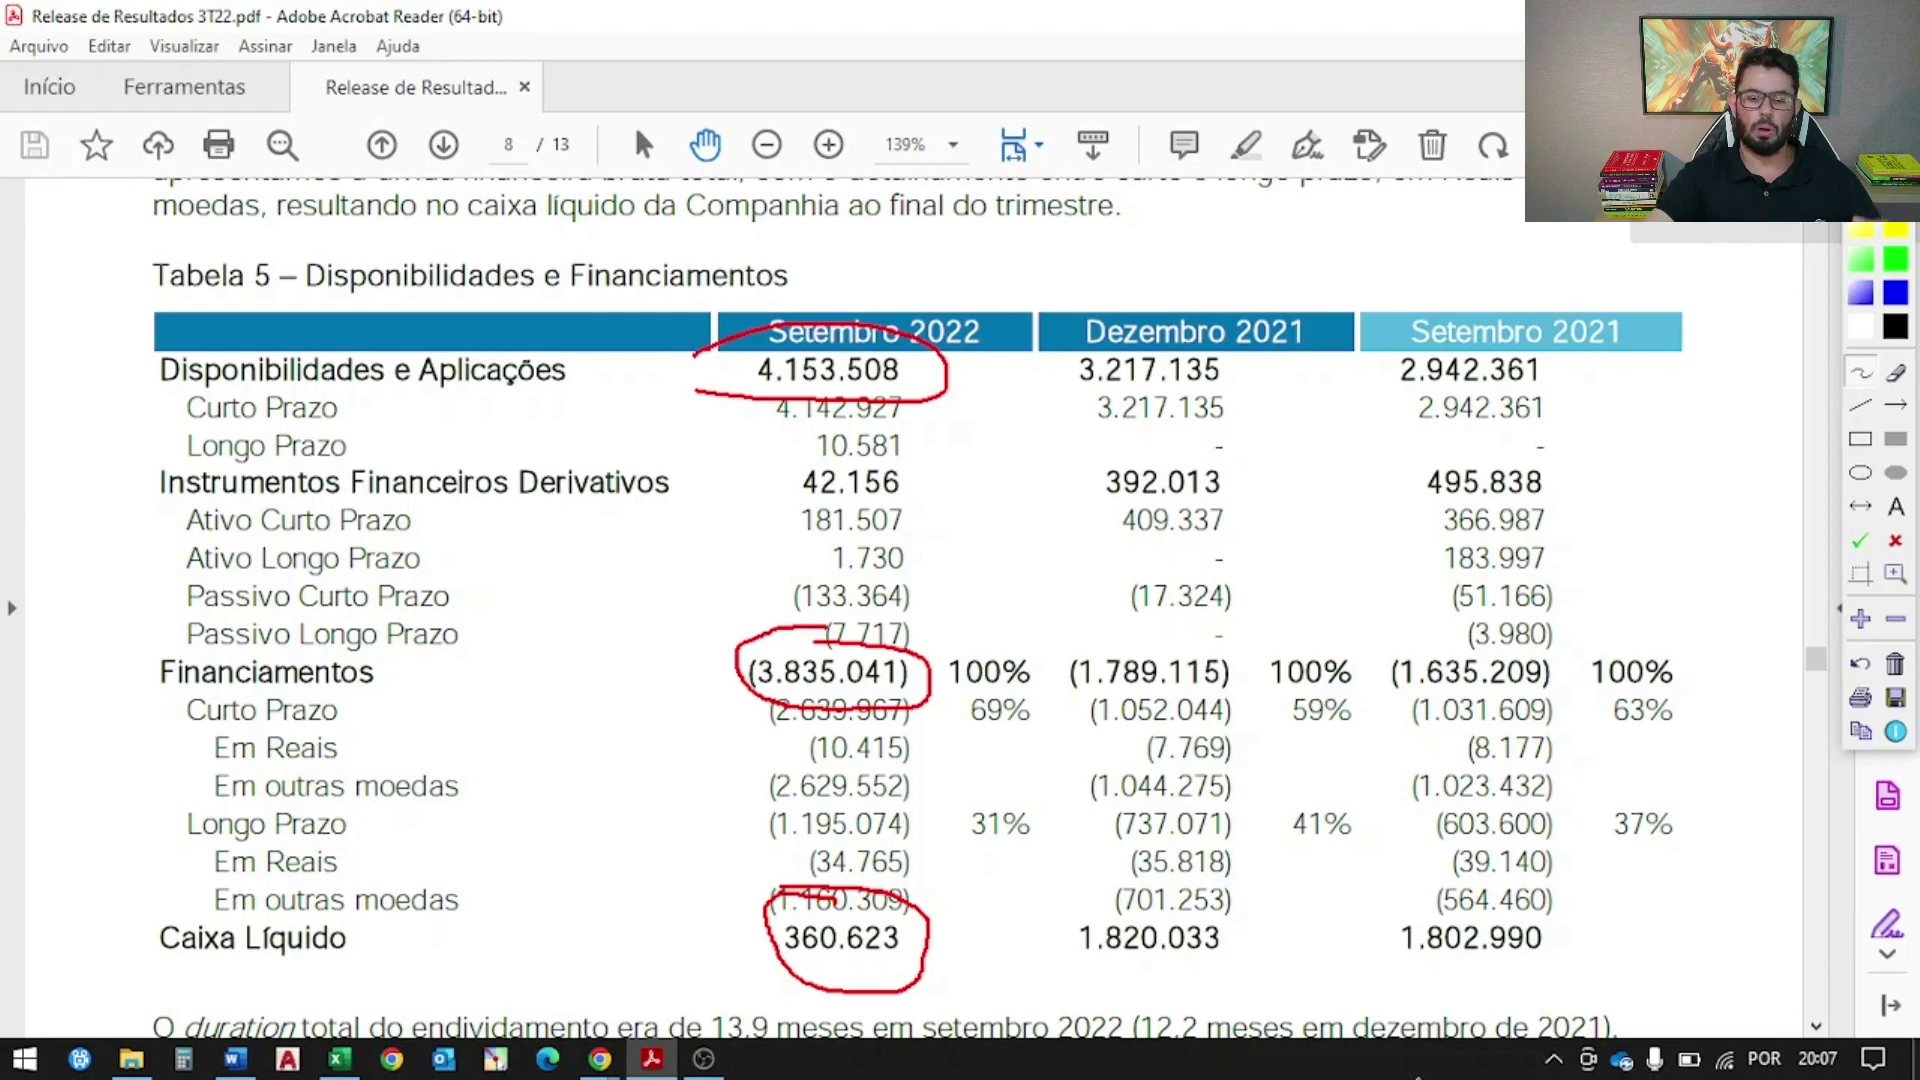 Release de Resultados 3T22.pdf - Adobe Acrobat Reader (64-bit)
Arquivo Editar Visualizar Assinar Janela Ajuda
Início Ferramentas Release de Resultad... ×
8 / 13 139%
moedas, resultando no caixa líquido da Companhia ao final do trimestre.
Tabela 5 – Disponibilidades e Financiamentos
Setembro 2022 Dezembro 2021 Setembro 2021
Disponibilidades e Aplicações 4.153.508 3.217.135 2.942.361
Curto Prazo 4.142.927 3.217.135 2.942.361
Longo Prazo 10.581 - -
Instrumentos Financeiros Derivativos 42.156 392.013 495.838
Ativo Curto Prazo 181.507 409.337 366.987
Ativo Longo Prazo 1.730 - 183.997
Passivo Curto Prazo (133.364) (17.324) (51.166)
Passivo Longo Prazo (7.717) - (3.980)
Financiamentos (3.835.041) 100% (1.789.115) 100% (1.635.209) 100%
Curto Prazo (2.639.967) 69% (1.052.044) 59% (1.031.609) 63%
Em Reais (10.415) (7.769) (8.177)
Em outras moedas (2.629.552) (1.044.275) (1.023.432)
Longo Prazo (1.195.074) 31% (737.071) 41% (603.600) 37%
Em Reais (34.765) (35.818) (39.140)
Em outras moedas (1.160.309) (701.253) (564.460)
Caixa Líquido 360.623 1.820.033 1.802.990
O duration total do endividamento era de 13,9 meses em setembro 2022 (12,2 meses em dezembro de 2021).
POR 20:07